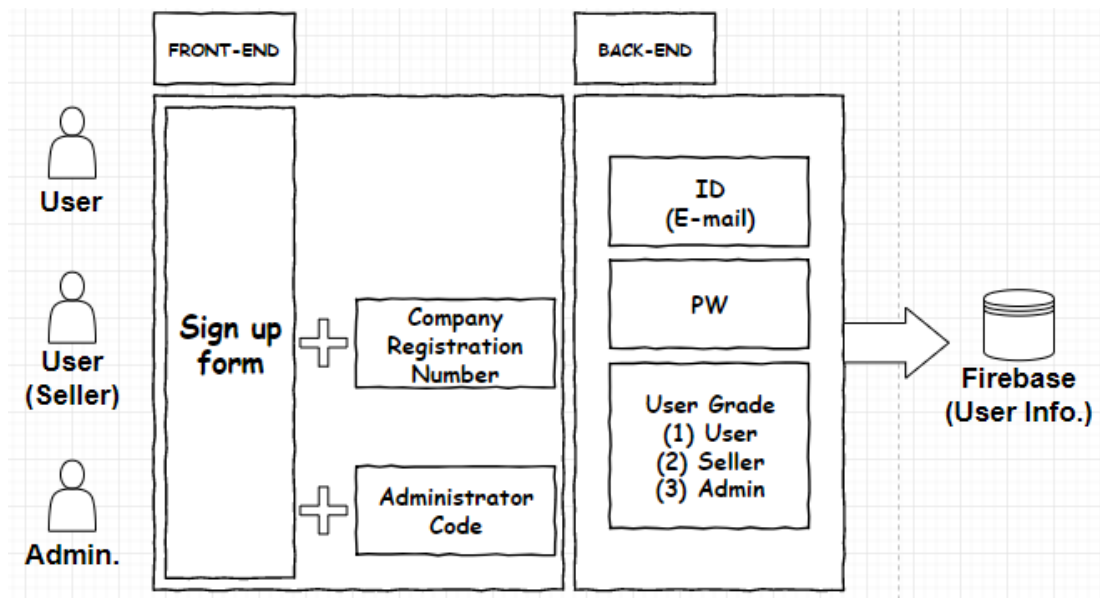 FRONT-END
BACK-END
User
User
(Seller)
Admin.
Sign up
form
Company
Registration
Number
Administrator
Code
ID
(E-mail)
PW
User Grade
(1) User
(2) Seller
(3) Admin
Firebase
(User Info.)